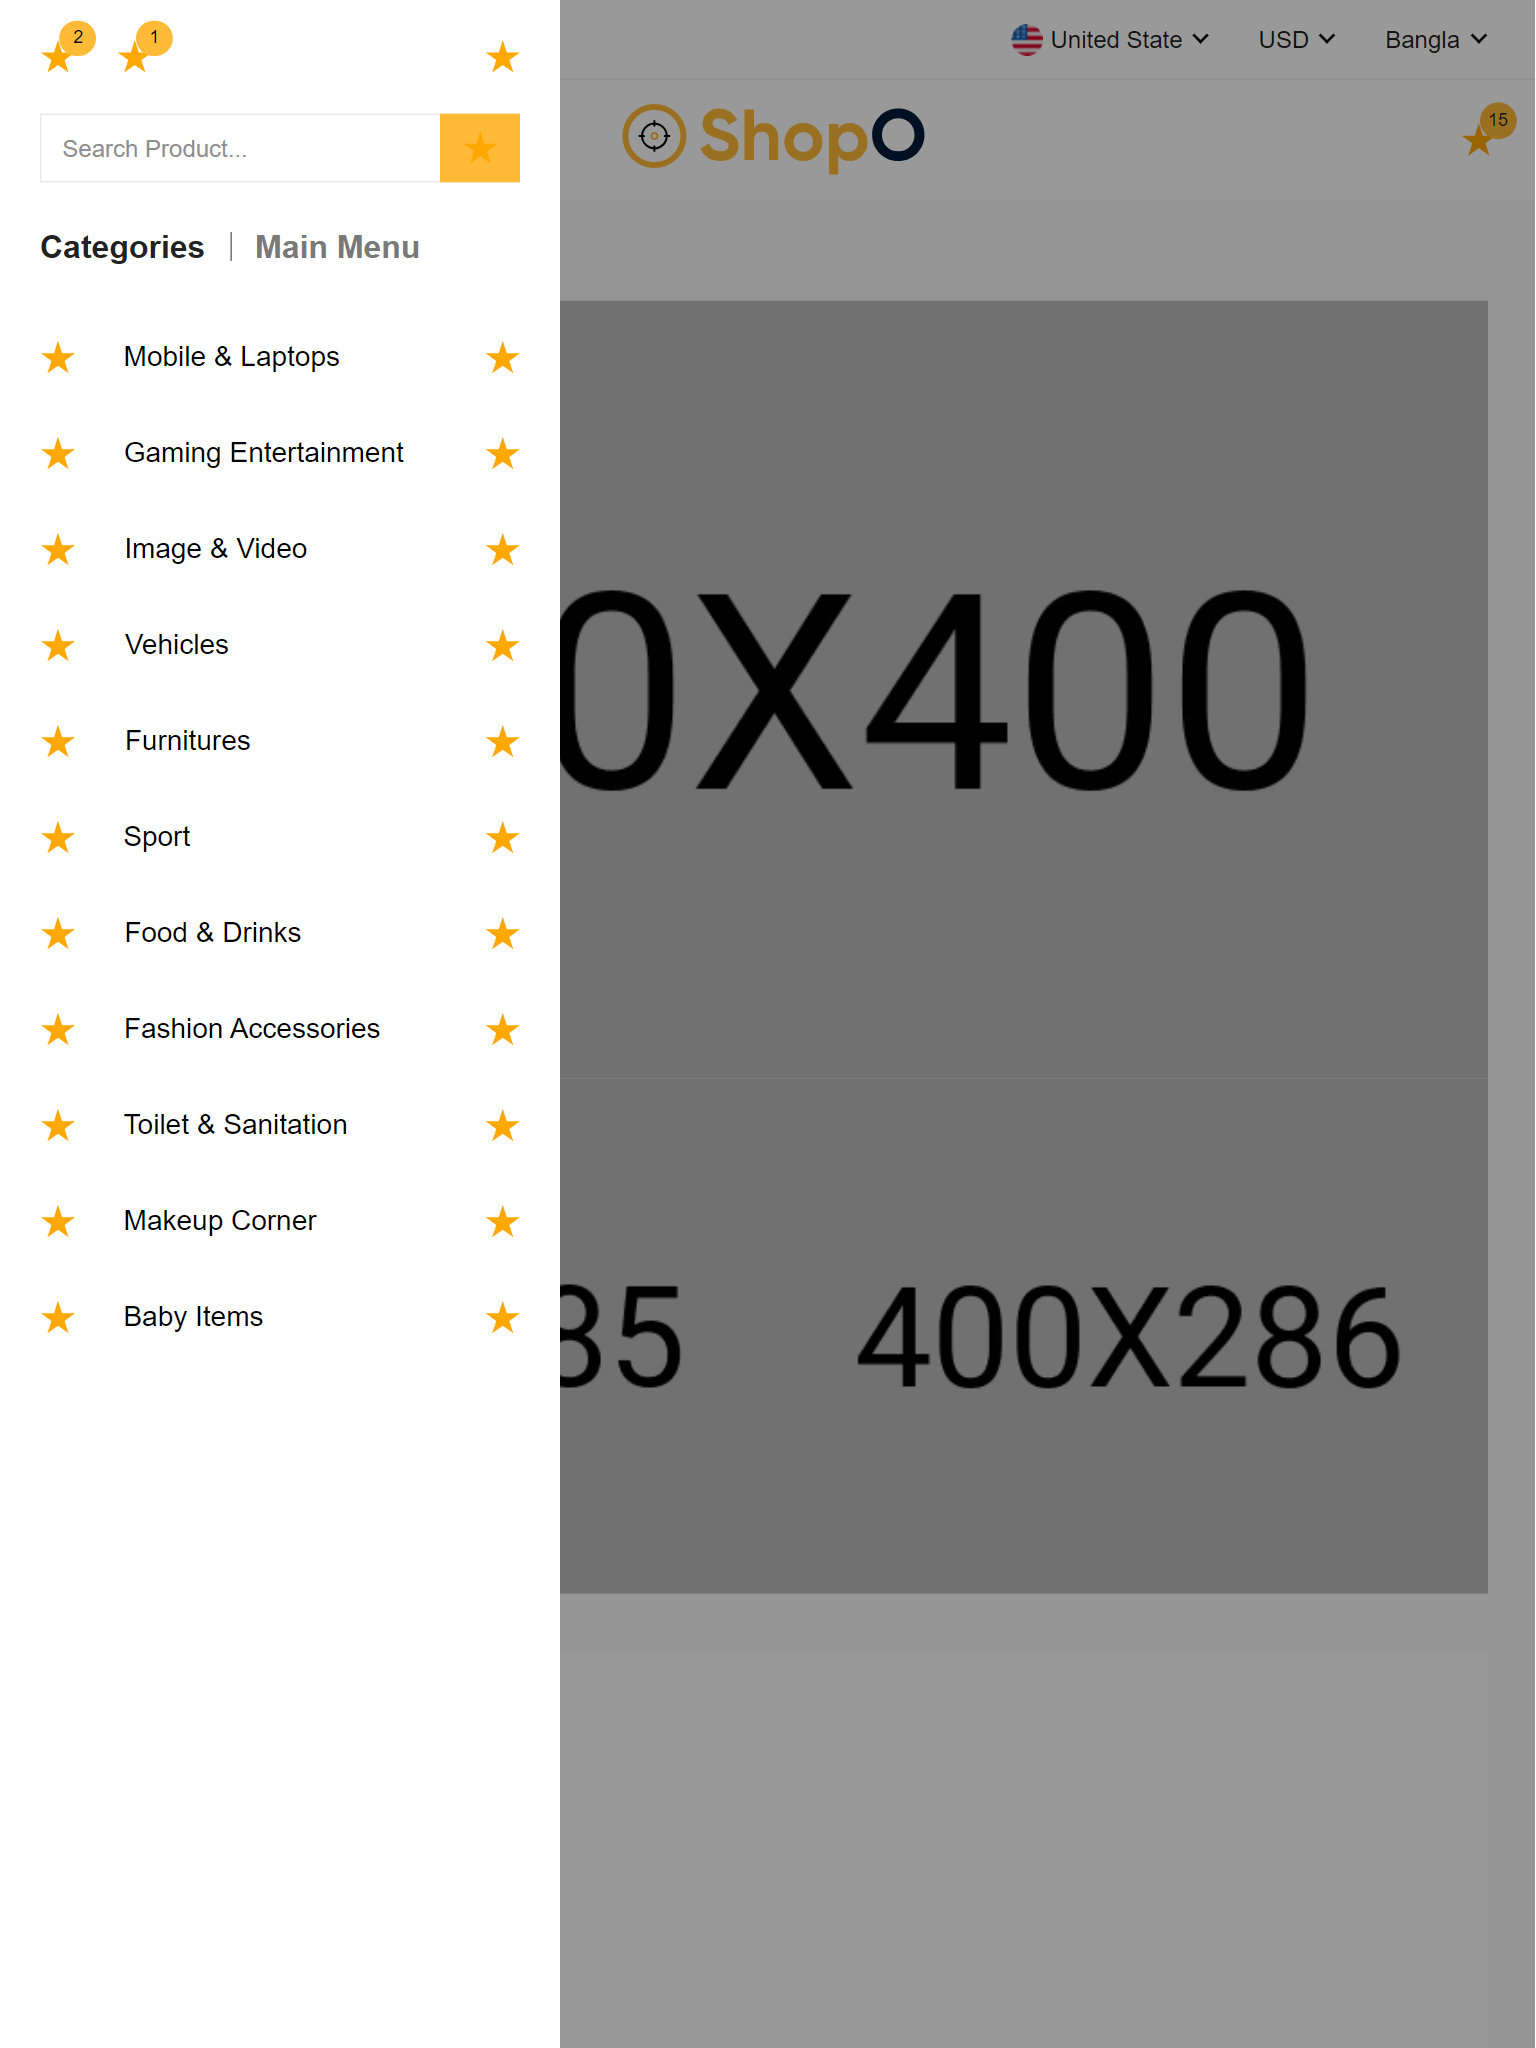 2
1
Search Product...
Categories | Main Menu
Mobile & Laptops
Gaming Entertainment
Image & Video
Vehicles
Furnitures
Sport
Food & Drinks
Fashion Accessories
Toilet & Sanitation
Makeup Corner
Baby Items
United State
USD
Bangla
ShopO
15
0X400
85
400X286